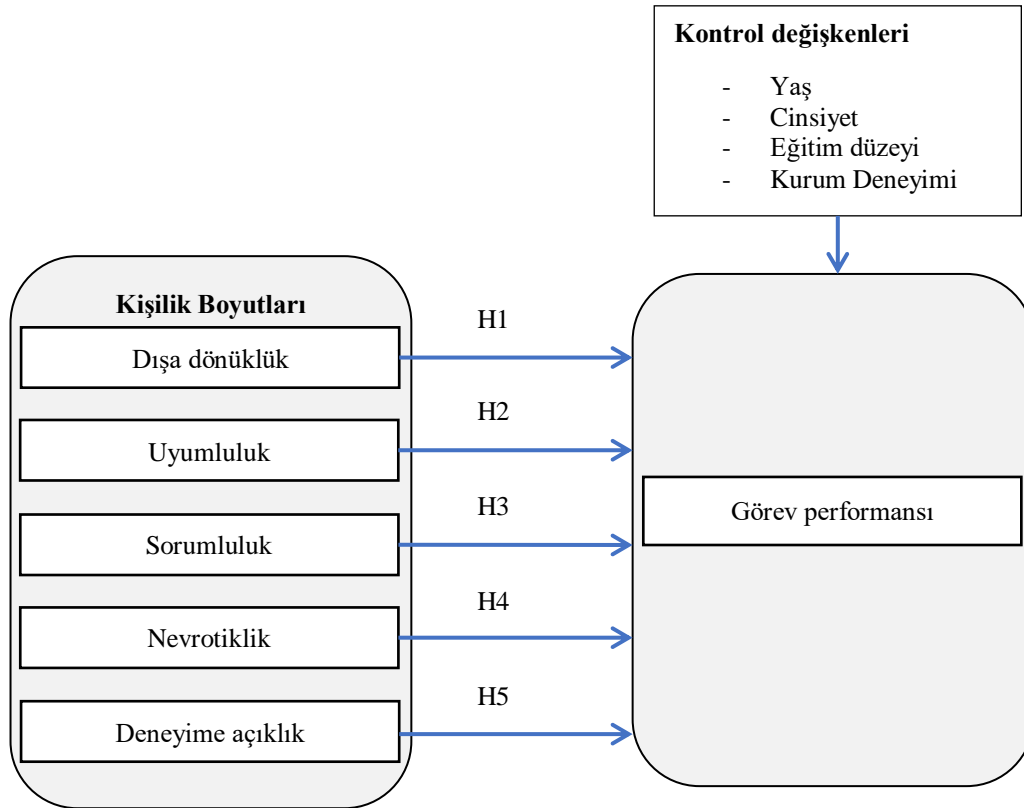 Kontrol değişkenleri
- Yaş
- Cinsiyet
- Eğitim düzeyi
- Kurum Deneyimi
Kişilik Boyutları
Dışa dönüklük
H1
Uyumluluk
H2
Sorumluluk
H3
Görev performansı
Nevrotiklik
H4
Deneyime açıklık
H5